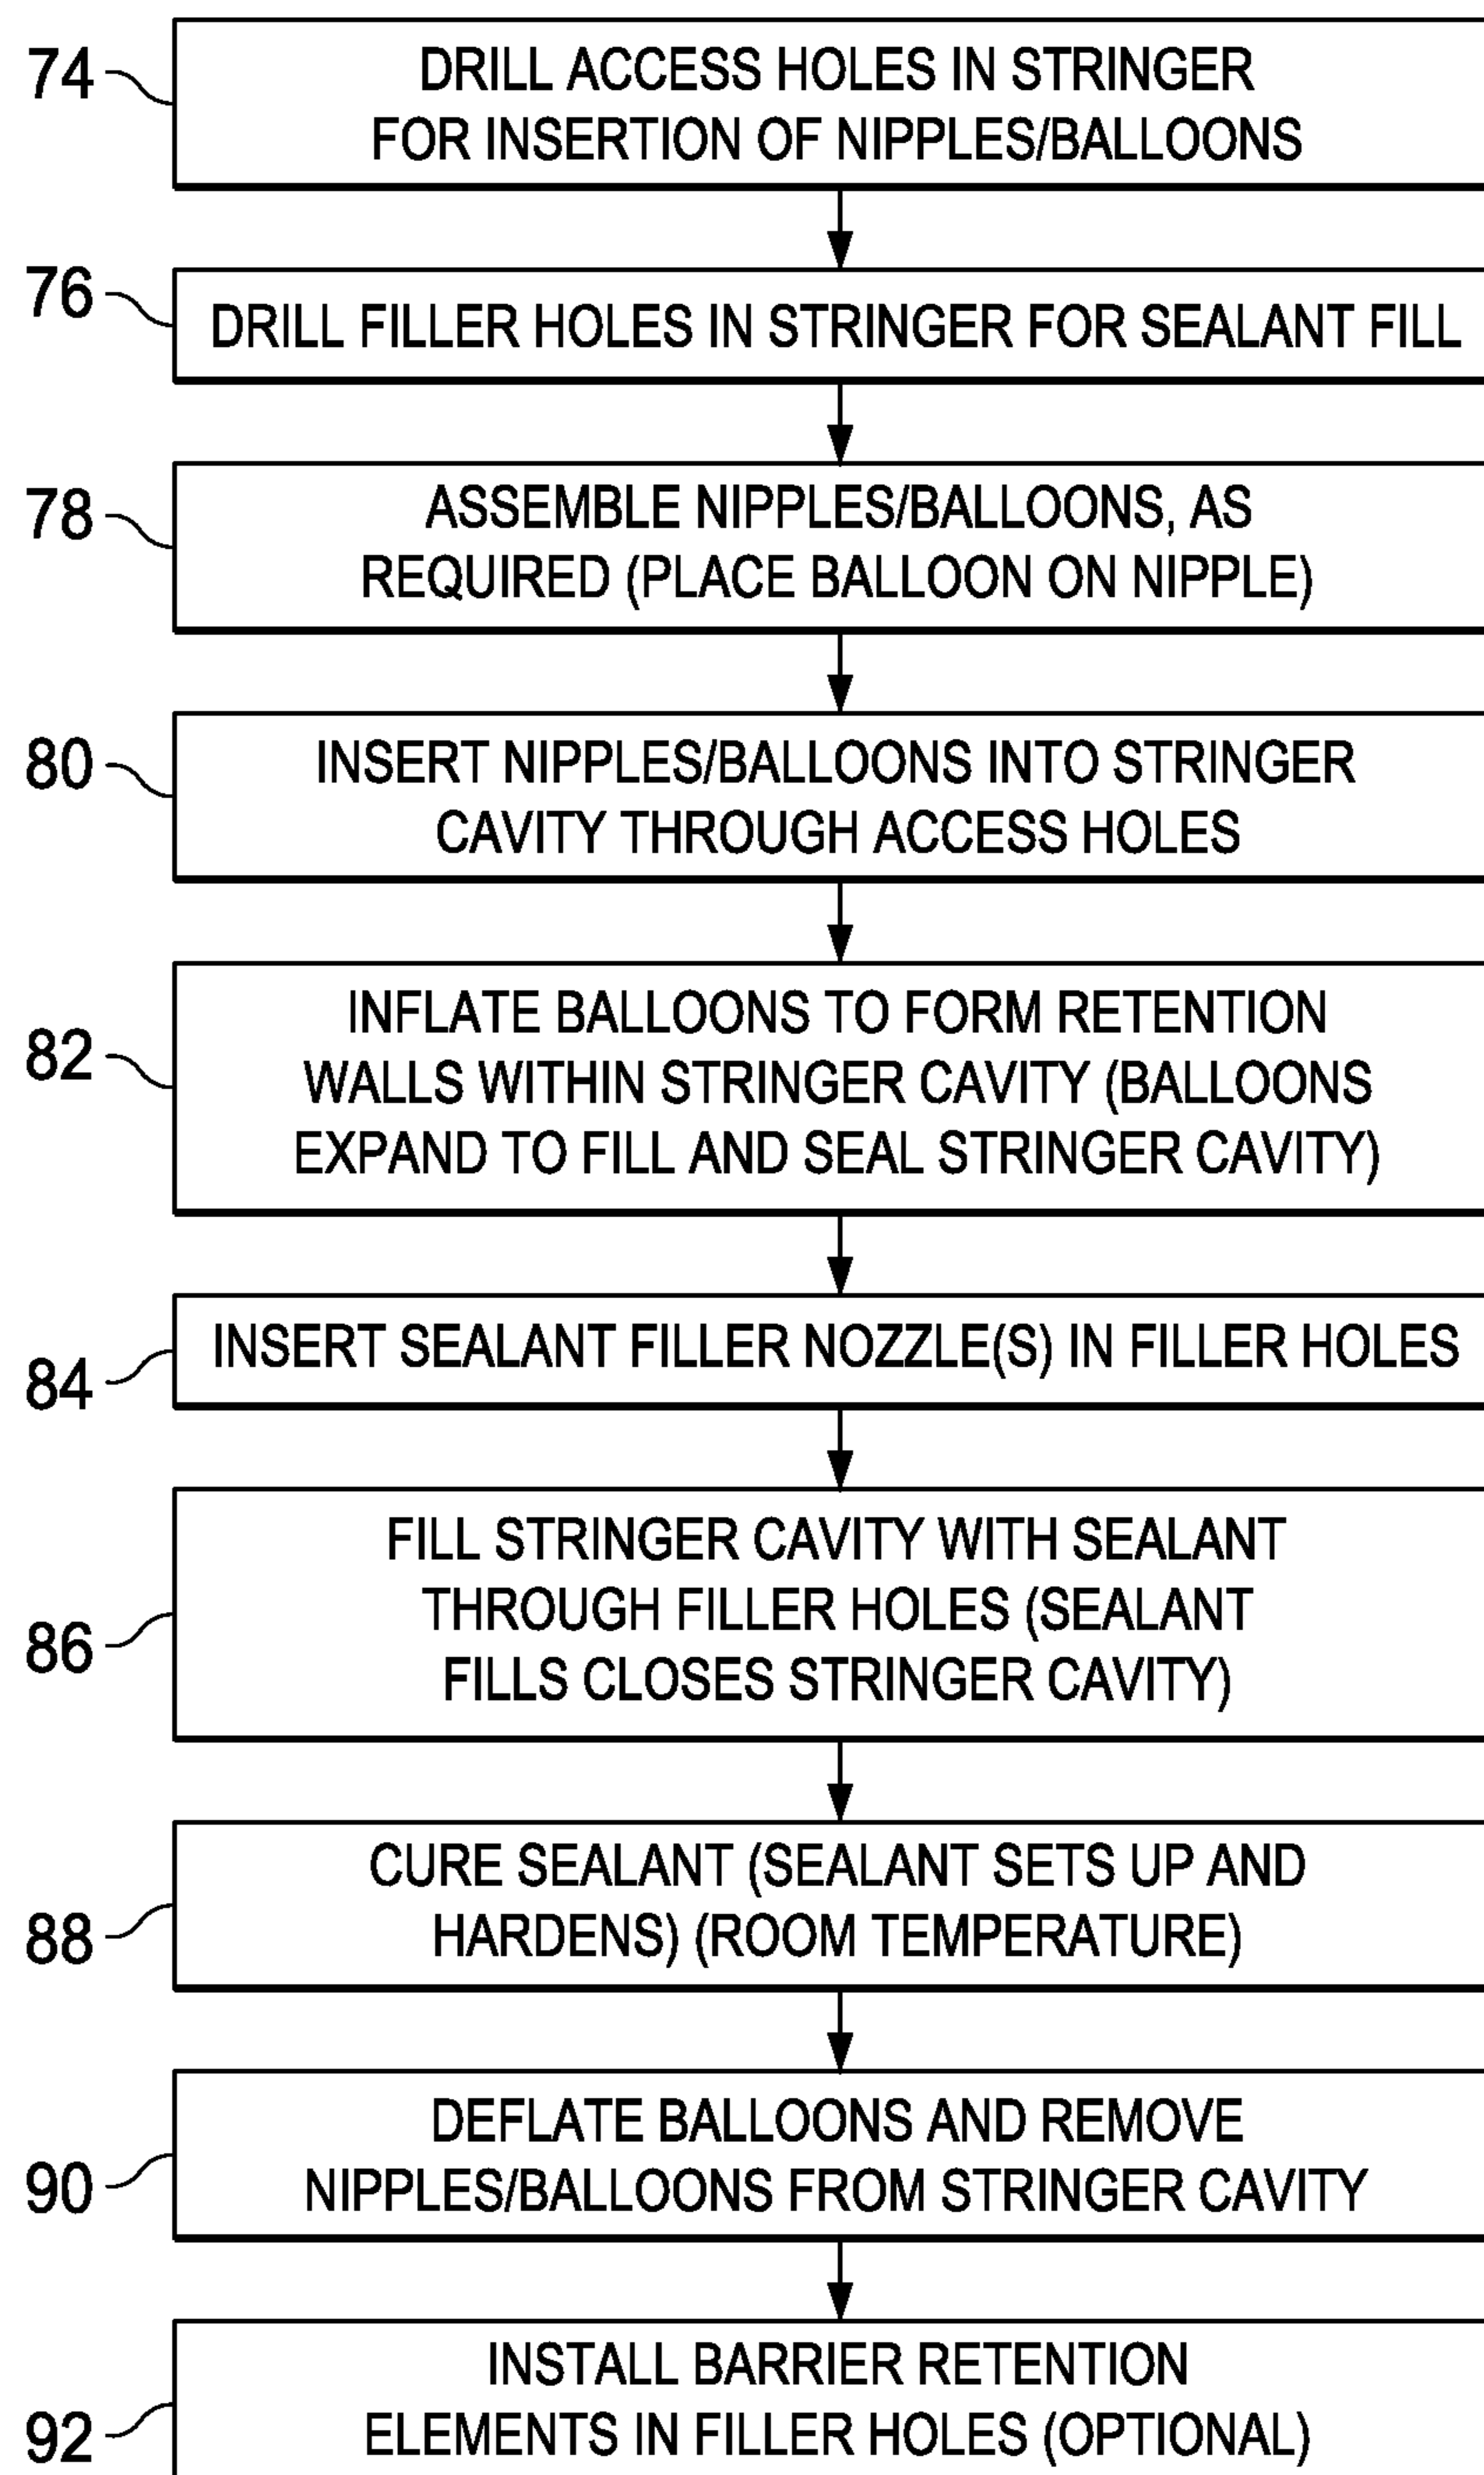 74
DRILL ACCESS HOLES IN STRINGER
FOR INSERTION OF NIPPLES/BALLOONS
76
DRILL FILLER HOLES IN STRINGER FOR SEALANT FILL
78
ASSEMBLE NIPPLES/BALLOONS, AS
REQUIRED (PLACE BALLOON ON NIPPLE)
80
INSERT NIPPLES/BALLOONS INTO STRINGER
CAVITY THROUGH ACCESS HOLES
82
INFLATE BALLOONS TO FORM RETENTION
WALLS WITHIN STRINGER CAVITY (BALLOONS
EXPAND TO FILL AND SEAL STRINGER CAVITY)
84
INSERT SEALANT FILLER NOZZLE(S) IN FILLER HOLES
86
FILL STRINGER CAVITY WITH SEALANT
THROUGH FILLER HOLES (SEALANT
FILLS CLOSES STRINGER CAVITY)
88
CURE SEALANT (SEALANT SETS UP AND
HARDENS) (ROOM TEMPERATURE)
90
DEFLATE BALLOONS AND REMOVE
NIPPLES/BALLOONS FROM STRINGER CAVITY
92
INSTALL BARRIER RETENTION
ELEMENTS IN FILLER HOLES (OPTIONAL)